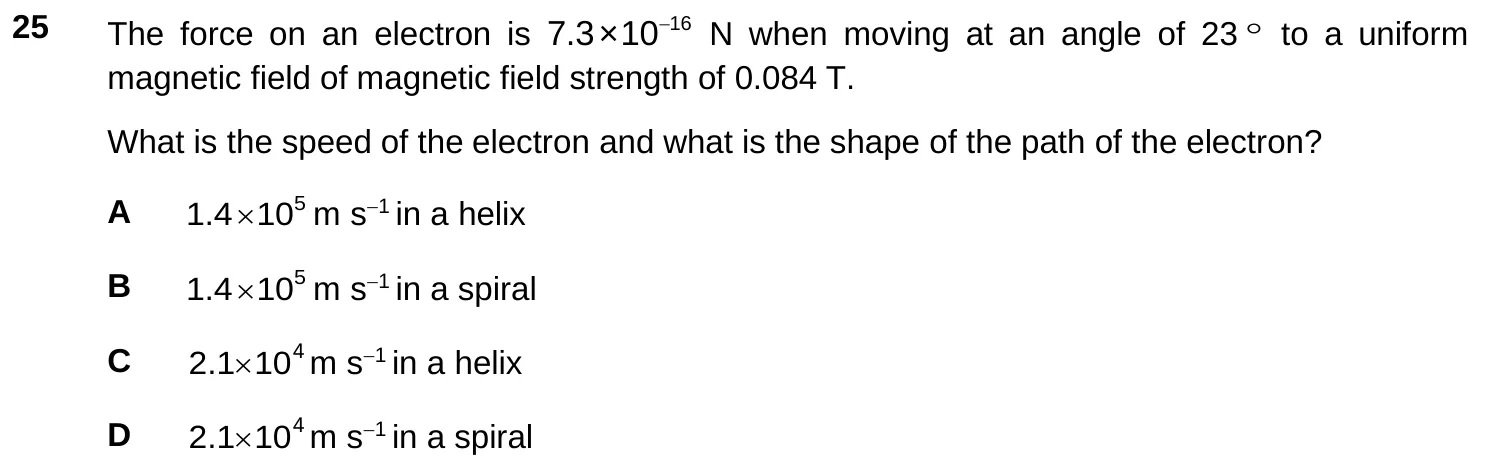 25 The force on an electron is 7.3×10⁻¹⁶ N when moving at an angle of 23° to a uniform
magnetic field of magnetic field strength of 0.084 T.
What is the speed of the electron and what is the shape of the path of the electron?
A 1.4×10⁵ m s⁻¹ in a helix
B 1.4×10⁵ m s⁻¹ in a spiral
C 2.1×10⁴ m s⁻¹ in a helix
D 2.1×10⁴ m s⁻¹ in a spiral